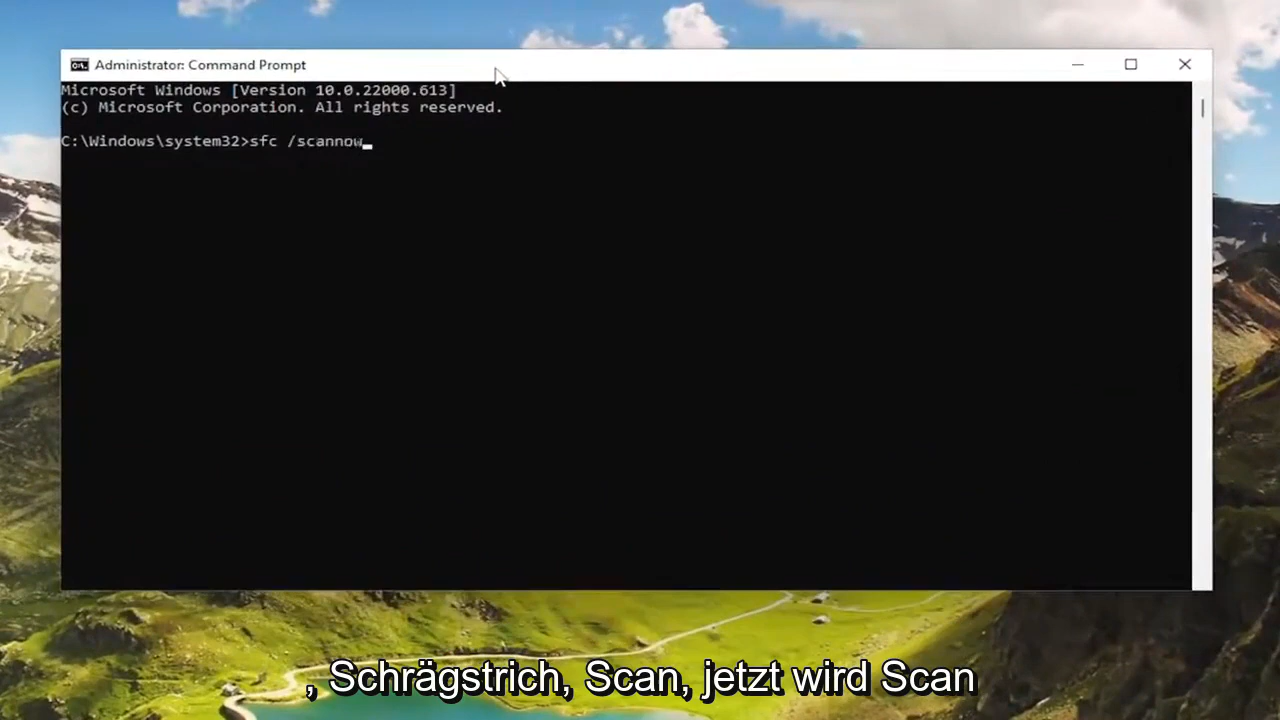 Administrator: Command Prompt
Microsoft Windows [Version 10.0.22000.613]
(c) Microsoft Corporation. All rights reserved.
C:\Windows\system32>sfc /scannow
, Schrägstrich, Scan, jetzt wird Scan